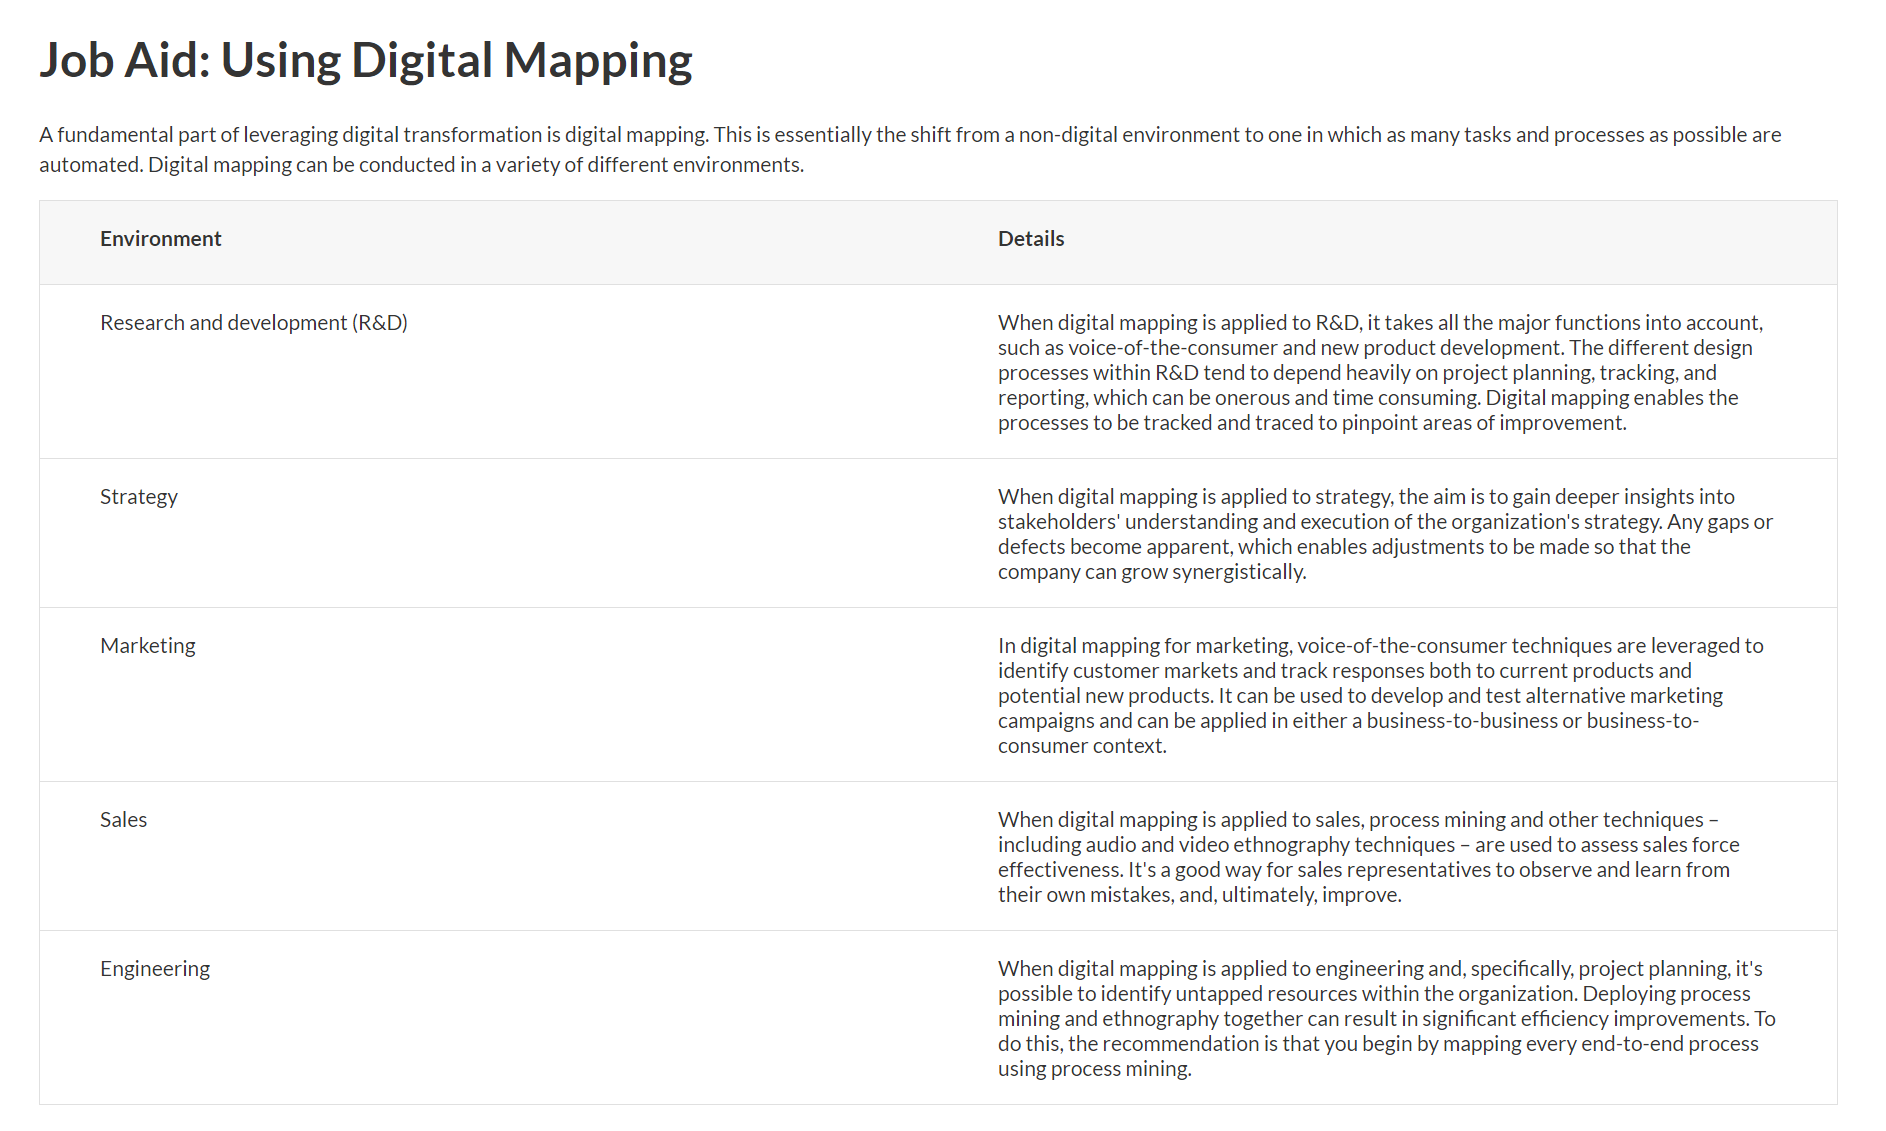 Job Aid: Using Digital Mapping
A fundamental part of leveraging digital transformation is digital mapping. This is essentially the shift from a non-digital environment to one in which as many tasks and processes as possible are
automated. Digital mapping can be conducted in a variety of different environments.
Environment
Details
Research and development (R&D)
When digital mapping is applied to R&D, it takes all the major functions into account,
such as voice-of-the-consumer and new product development. The different design
processes within R&D tend to depend heavily on project planning, tracking, and
reporting, which can be onerous and time consuming. Digital mapping enables the
processes to be tracked and traced to pinpoint areas of improvement.
Strategy
When digital mapping is applied to strategy, the aim is to gain deeper insights into
stakeholders' understanding and execution of the organization's strategy. Any gaps or
defects become apparent, which enables adjustments to be made so that the
company can grow synergistically.
Marketing
In digital mapping for marketing, voice-of-the-consumer techniques are leveraged to
identify customer markets and track responses both to current products and
potential new products. It can be used to develop and test alternative marketing
campaigns and can be applied in either a business-to-business or business-to-
consumer context.
Sales
When digital mapping is applied to sales, process mining and other techniques –
including audio and video ethnography techniques – are used to assess sales force
effectiveness. It's a good way for sales representatives to observe and learn from
their own mistakes, and, ultimately, improve.
Engineering
When digital mapping is applied to engineering and, specifically, project planning, it's
possible to identify untapped resources within the organization. Deploying process
mining and ethnography together can result in significant efficiency improvements. To
do this, the recommendation is that you begin by mapping every end-to-end process
using process mining.